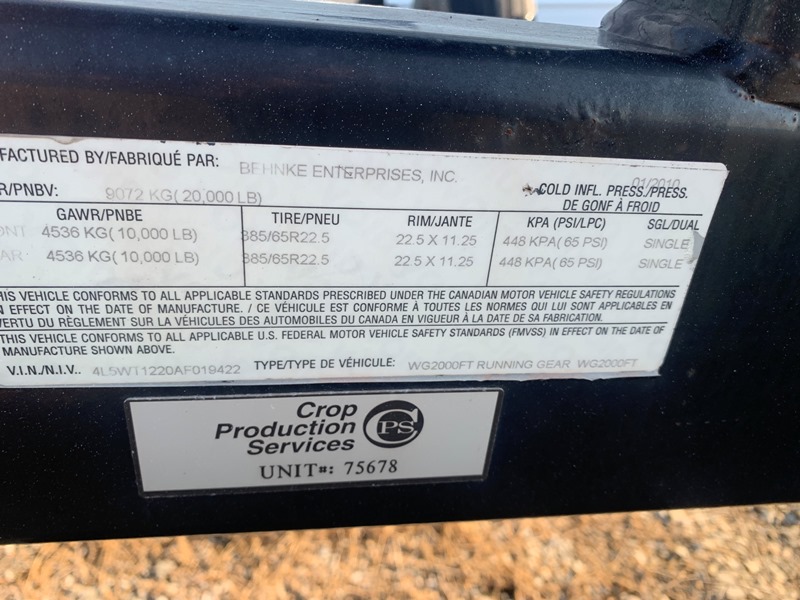 FACTURED BY/FABRIQUÉ PAR: BEHNKE ENTERPRISES, INC. 01/2010
R/PNBV: 9072 KG( 20,000 LB) COLD INFL. PRESS./PRESS.
DE GONF À FROID
GAWR/PNBE TIRE/PNEU RIM/JANTE KPA (PSI/LPC) SGL/DUAL
ONT 4536 KG( 10,000 LB) 385/65R22.5 22.5 X 11.25 448 KPA( 65 PSI) SINGLE
AR 4536 KG( 10,000 LB) 385/65R22.5 22.5 X 11.25 448 KPA( 65 PSI) SINGLE
HIS VEHICLE CONFORMS TO ALL APPLICABLE STANDARDS PRESCRIBED UNDER THE CANADIAN MOTOR VEHICLE SAFETY REGULATIONS
N EFFECT ON THE DATE OF MANUFACTURE. / CE VÉHICULE EST CONFORME À TOUTES LES NORMES QUI LUI SONT APPLICABLES EN
VERTU DU RÈGLEMENT SUR LA VÉHICULES DES AUTOMOBILES DU CANADA EN VIGUEUR À LA DATE DE SA FABRICATION.
THIS VEHICLE CONFORMS TO ALL APPLICABLE U.S. FEDERAL MOTOR VEHICLE SAFETY STANDARDS (FMVSS) IN EFFECT ON THE DATE OF
MANUFACTURE SHOWN ABOVE.
V.I.N./N.I.V.. 4L5WT1220AF019422 TYPE/TYPE DE VÉHICULE: WG2000FT RUNNING GEAR WG2000FT
Crop
Production
Services
CPS
UNIT#: 75678